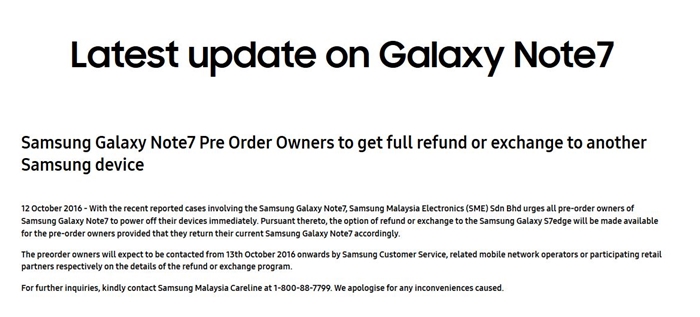 Latest update on Galaxy Note7
Samsung Galaxy Note7 Pre Order Owners to get full refund or exchange to another
Samsung device
12 October 2016 - With the recent reported cases involving the Samsung Galaxy Note7, Samsung Malaysia Electronics (SME) Sdn Bhd urges all pre-order owners of
Samsung Galaxy Note7 to power off their devices immediately. Pursuant thereto, the option of refund or exchange to the Samsung Galaxy S7edge will be made available
for the pre-order owners provided that they return their current Samsung Galaxy Note7 accordingly.
The preorder owners will expect to be contacted from 13th October 2016 onwards by Samsung Customer Service, related mobile network operators or participating retail
partners respectively on the details of the refund or exchange program.
For further inquiries, kindly contact Samsung Malaysia Careline at 1-800-88-7799. We apologise for any inconveniences caused.